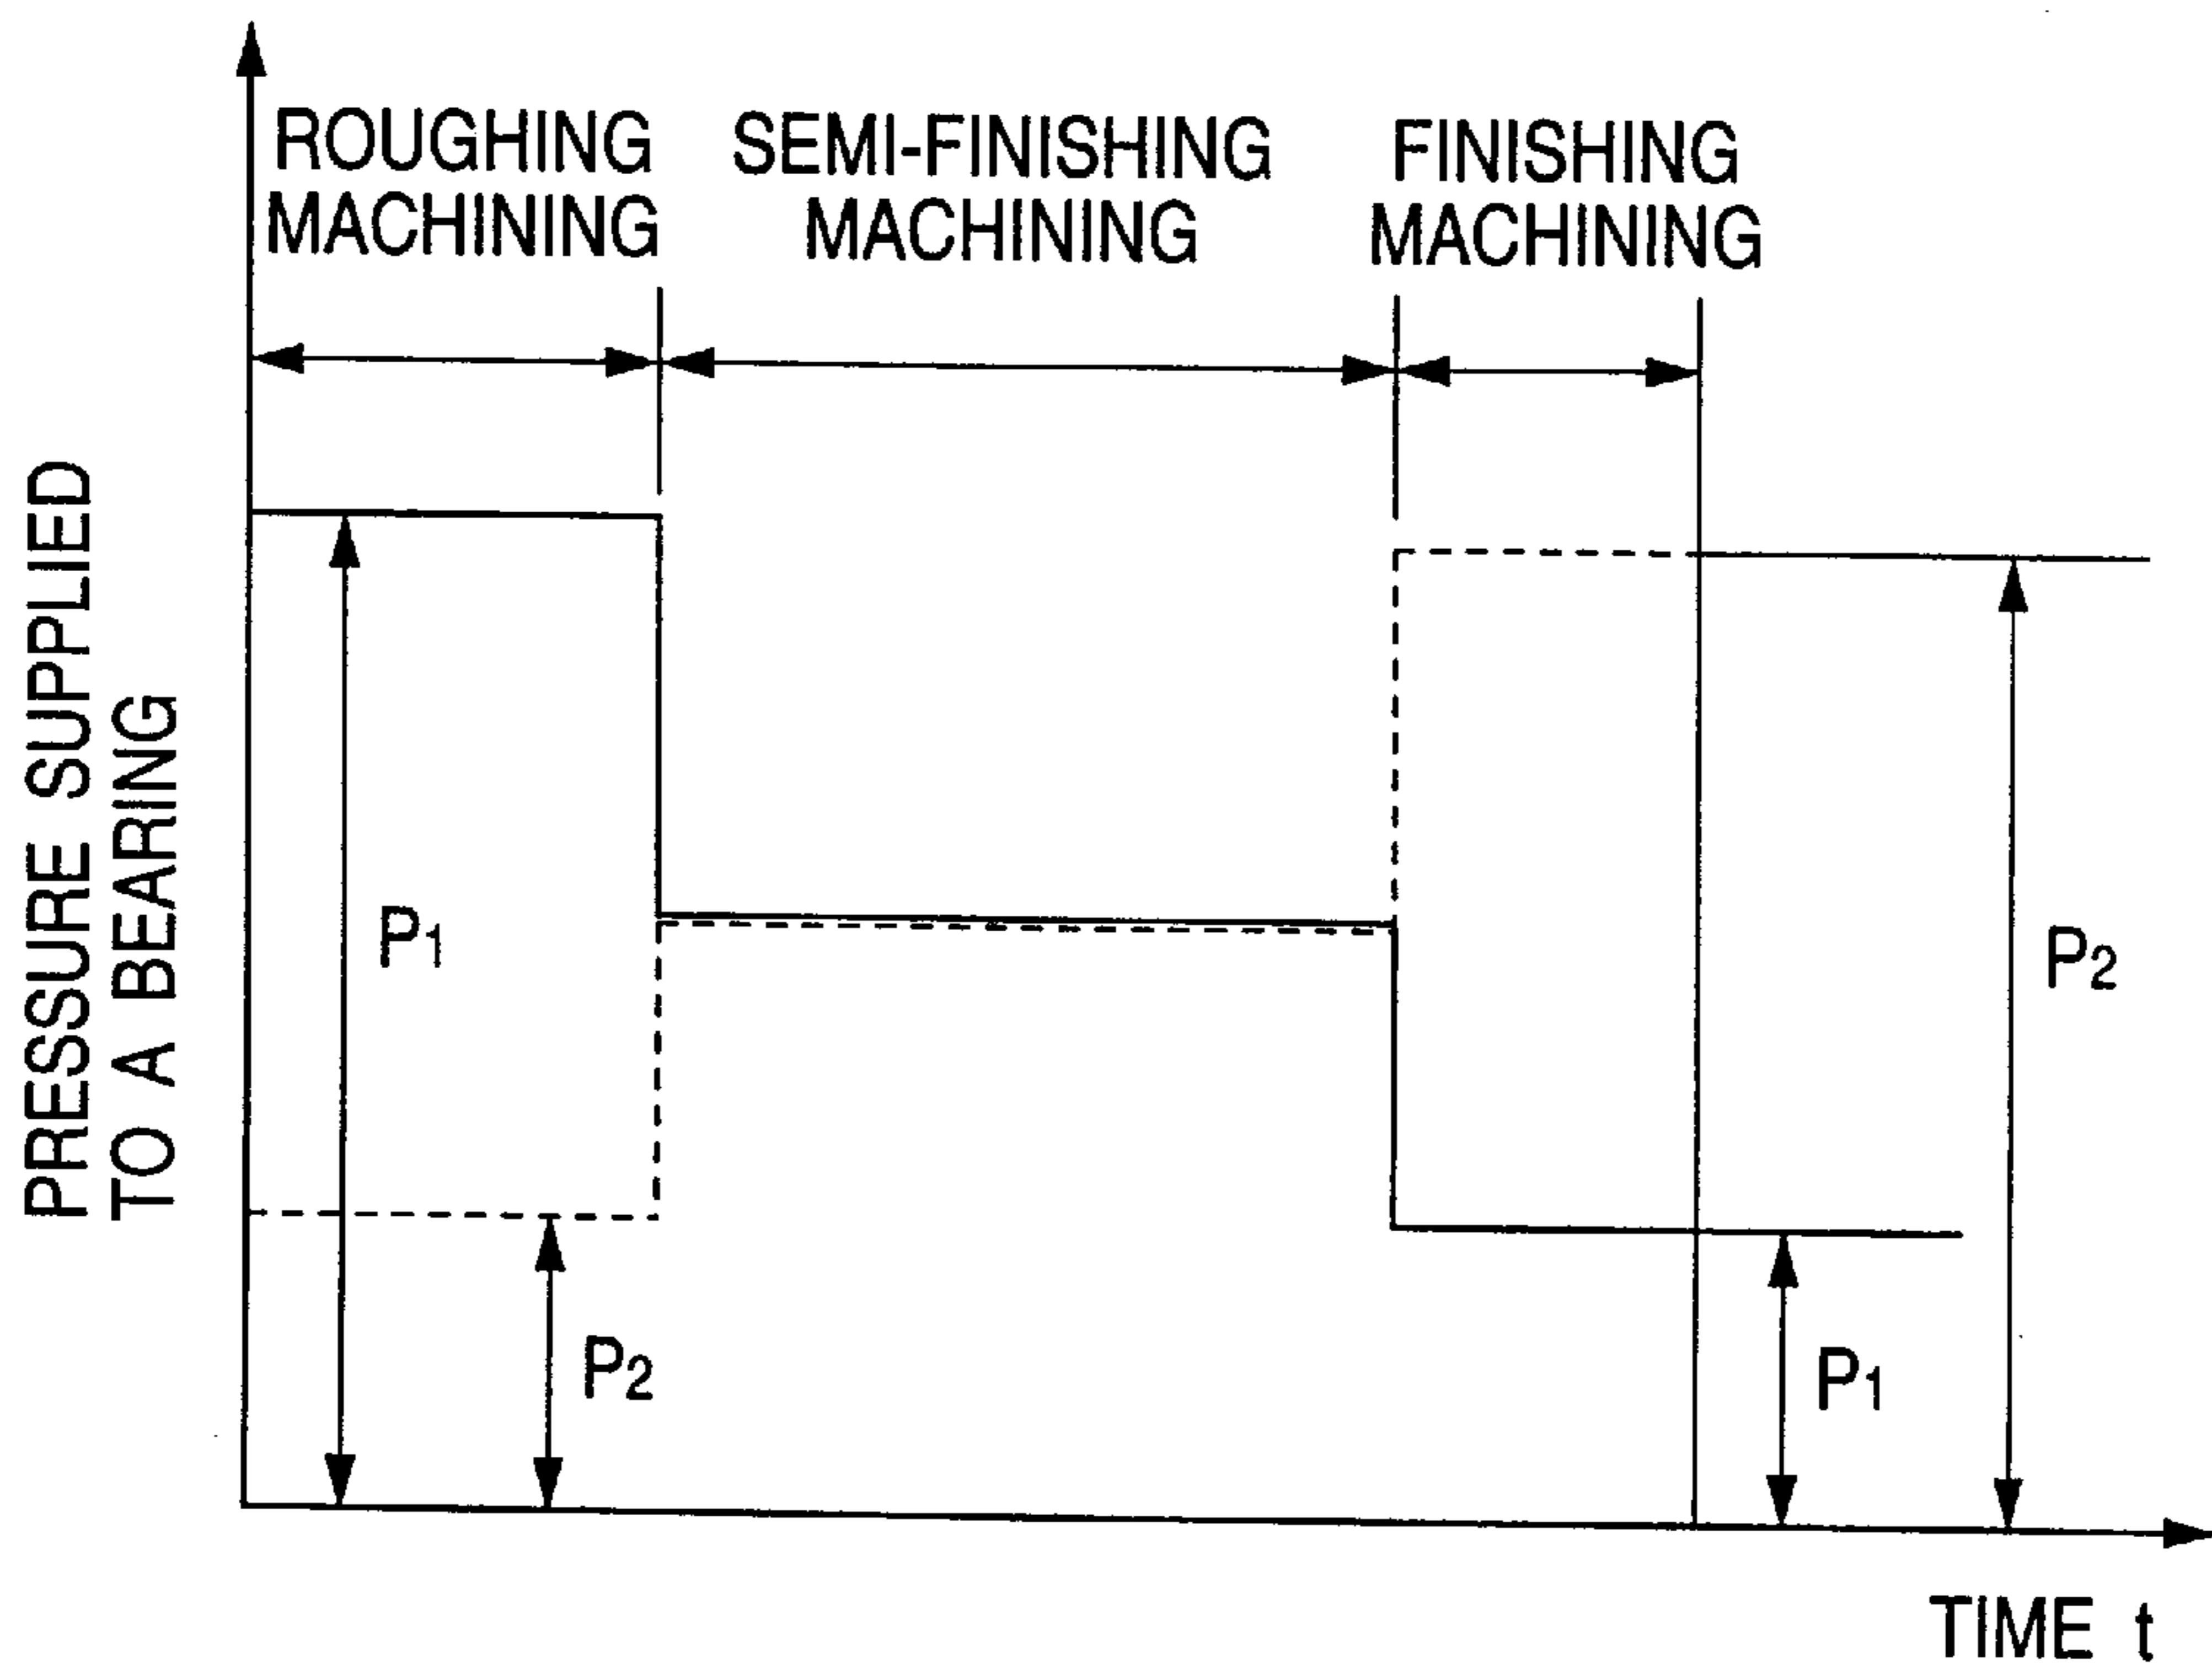 ROUGHING
MACHINING
SEMI-FINISHING
MACHINING
FINISHING
MACHINING
PRESSURE SUPPLIED
TO A BEARING
P1
P2
P2
P1
TIME t